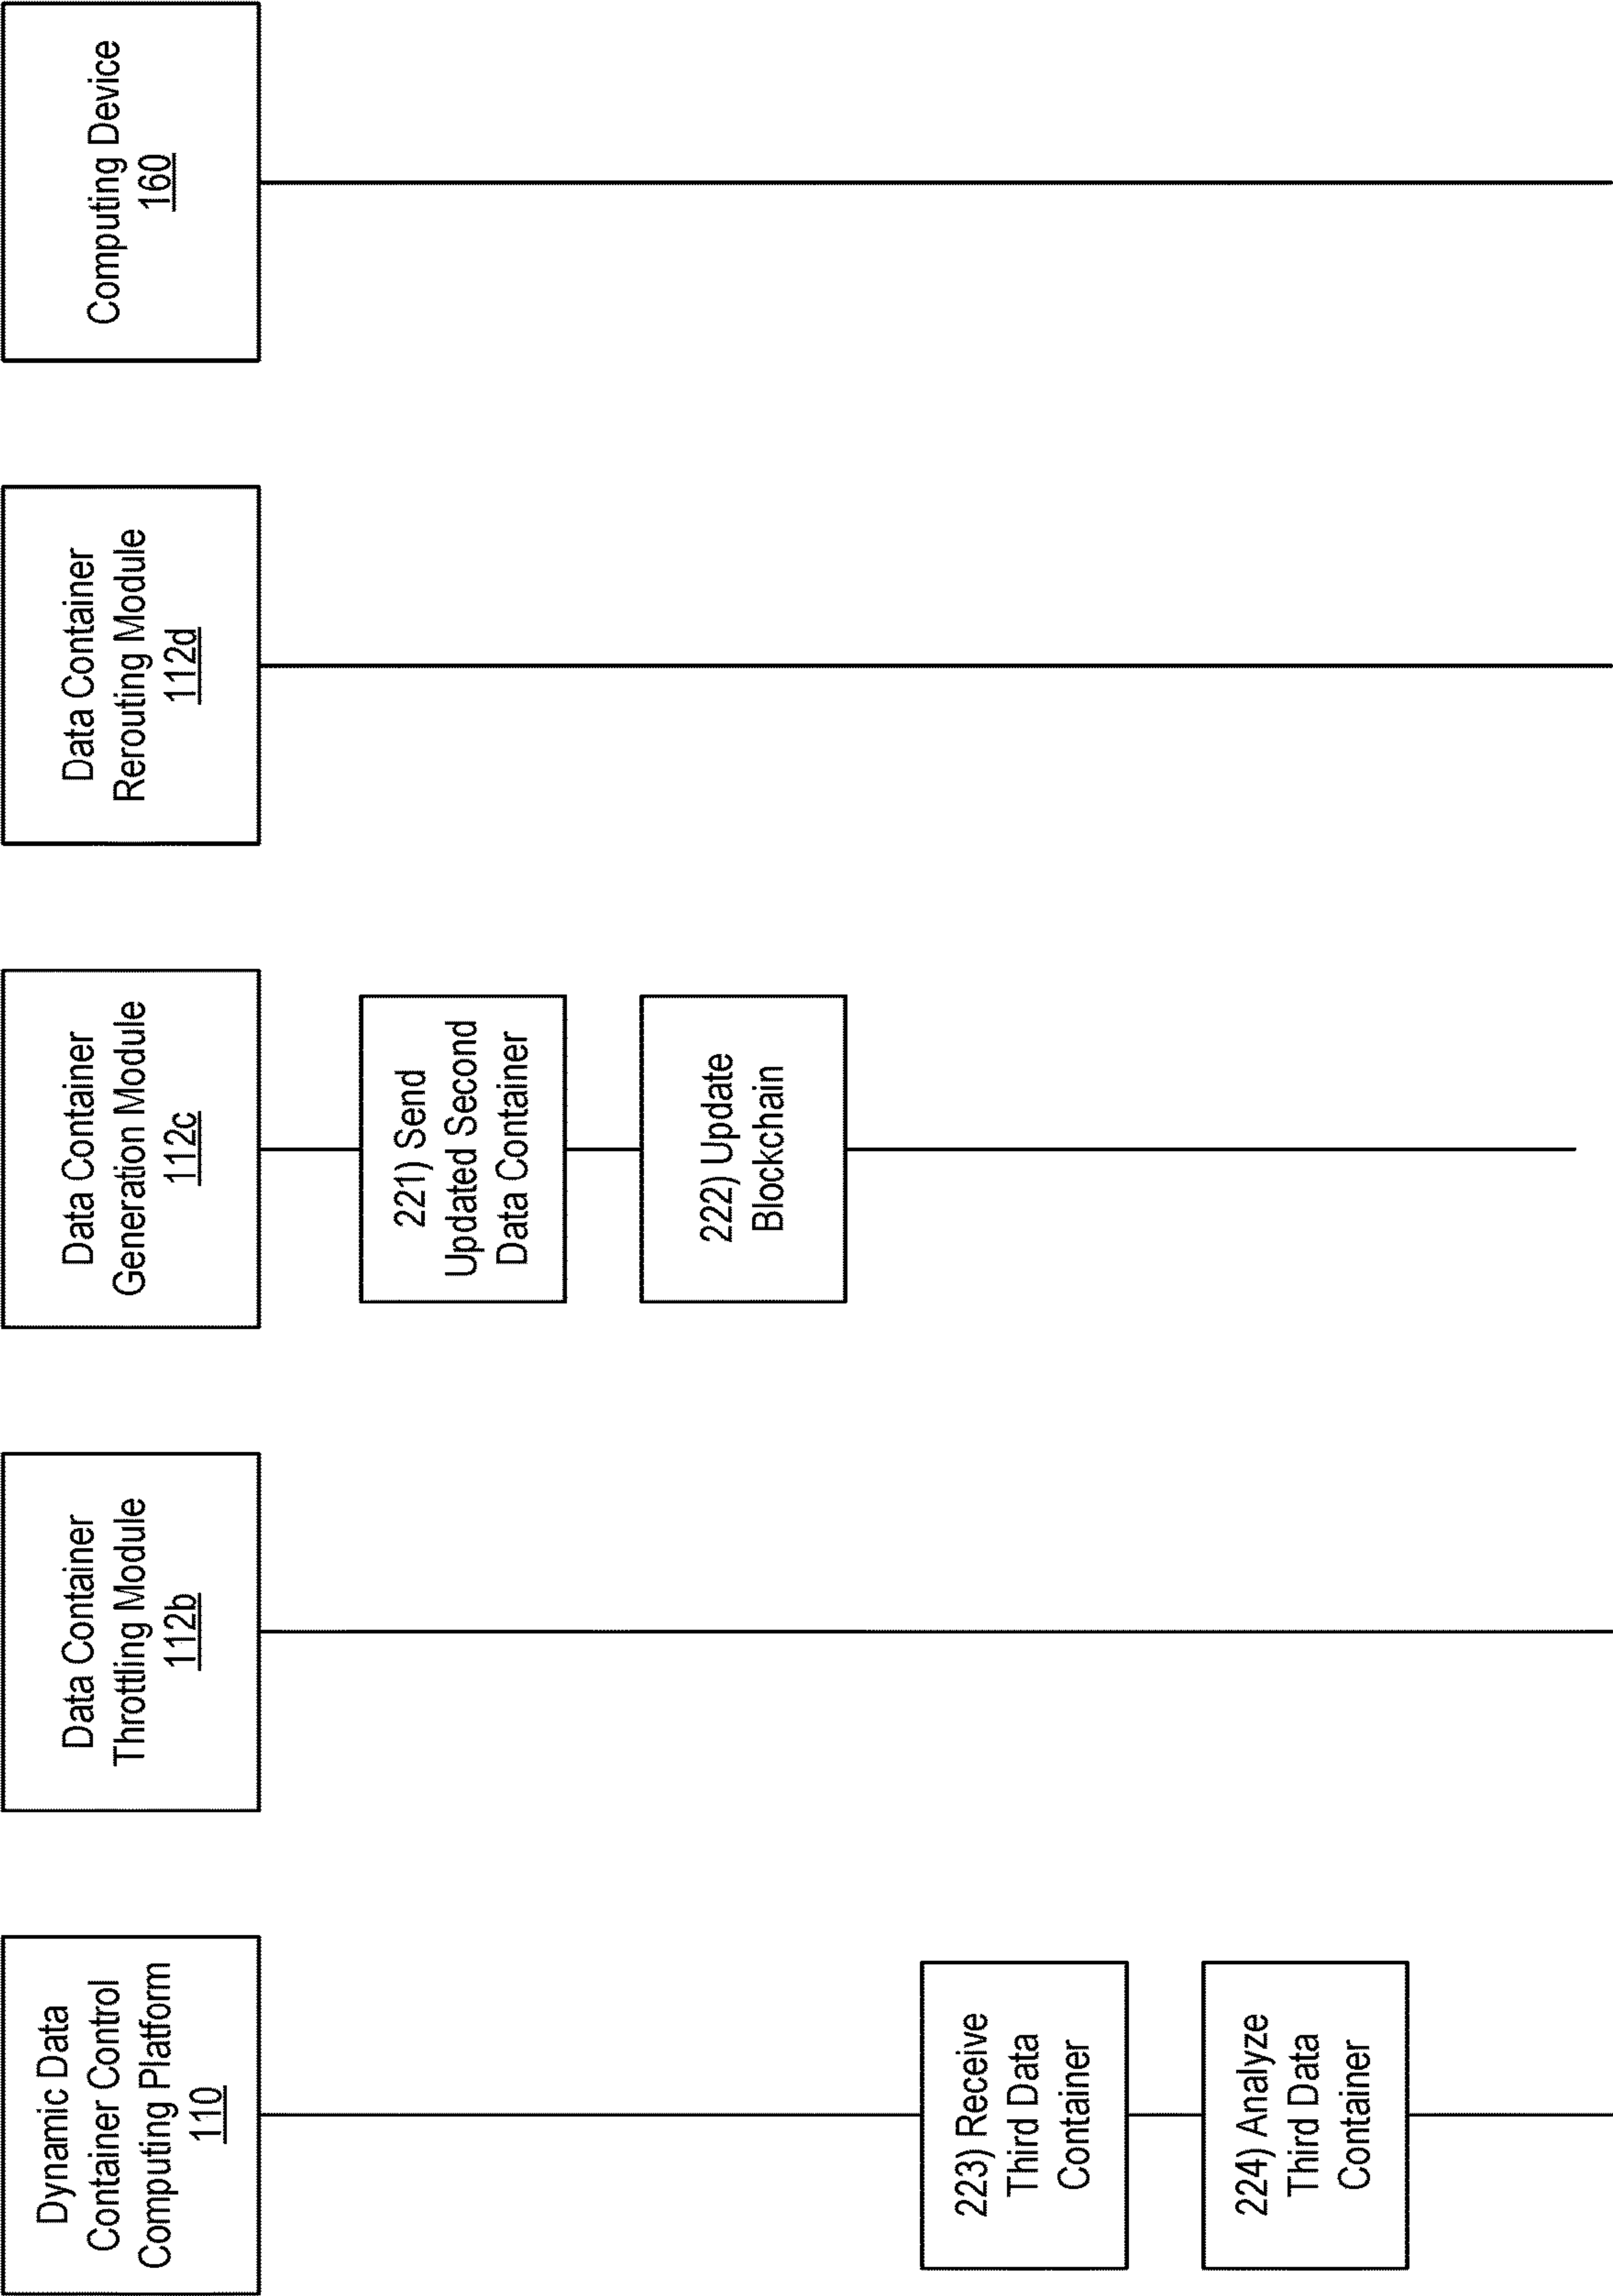 Dynamic Data
Container Control
Computing Platform
110
Data Container
Throttling Module
112b
Data Container
Generation Module
112c
Data Container
Rerouting Module
112d
Computing Device
160
221) Send
Updated Second
Data Container
222) Update
Blockchain
223) Receive
Third Data
Container
224) Analyze
Third Data
Container